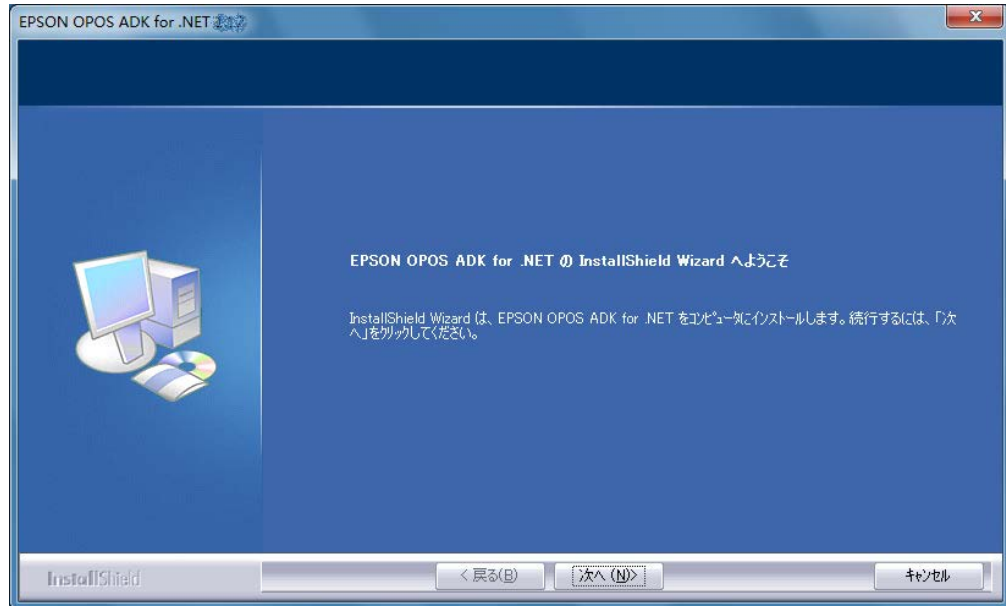 EPSON OPOS ADK for .NET
EPSON OPOS ADK for .NET の InstallShield Wizard へようこそ
InstallShield Wizard は、EPSON OPOS ADK for .NET をコンピュータにインストールします。続行するには、「次
へ」をクリックしてください。
InstallShield
< 戻る(B)
次へ (N)>
キャンセル